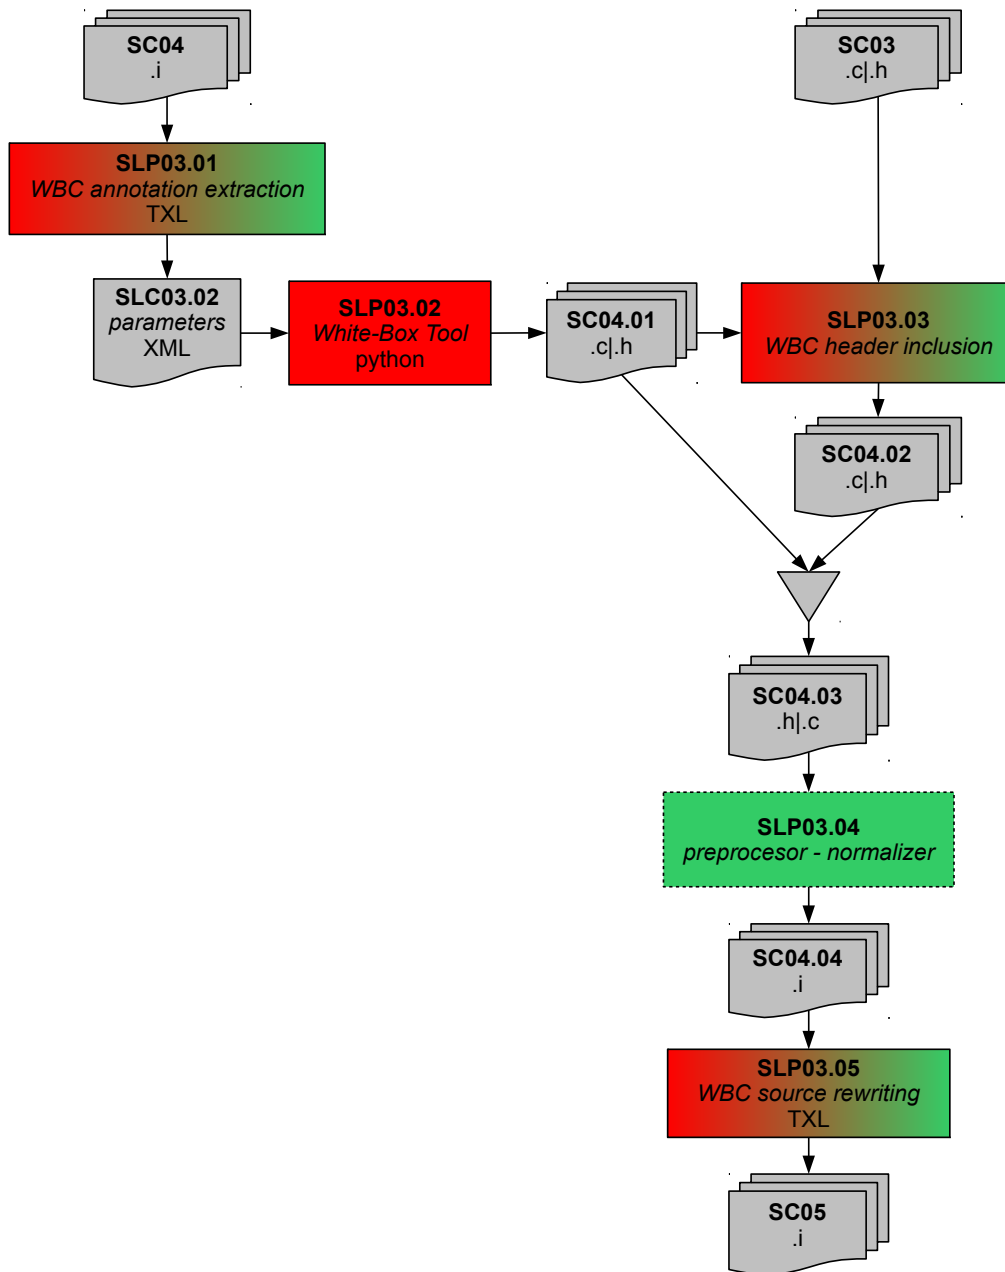 SC04
.i
SC03
.c|.h
SLP03.01
WBC annotation extraction
TXL
SLC03.02
parameters
XML
SLP03.02
White-Box Tool
python
SC04.01
.c|.h
SLP03.03
WBC header inclusion
SC04.02
.c|.h
SC04.03
.h|.c
SLP03.04
preprocesor - normalizer
SC04.04
.i
SLP03.05
WBC source rewriting
TXL
SC05
.i